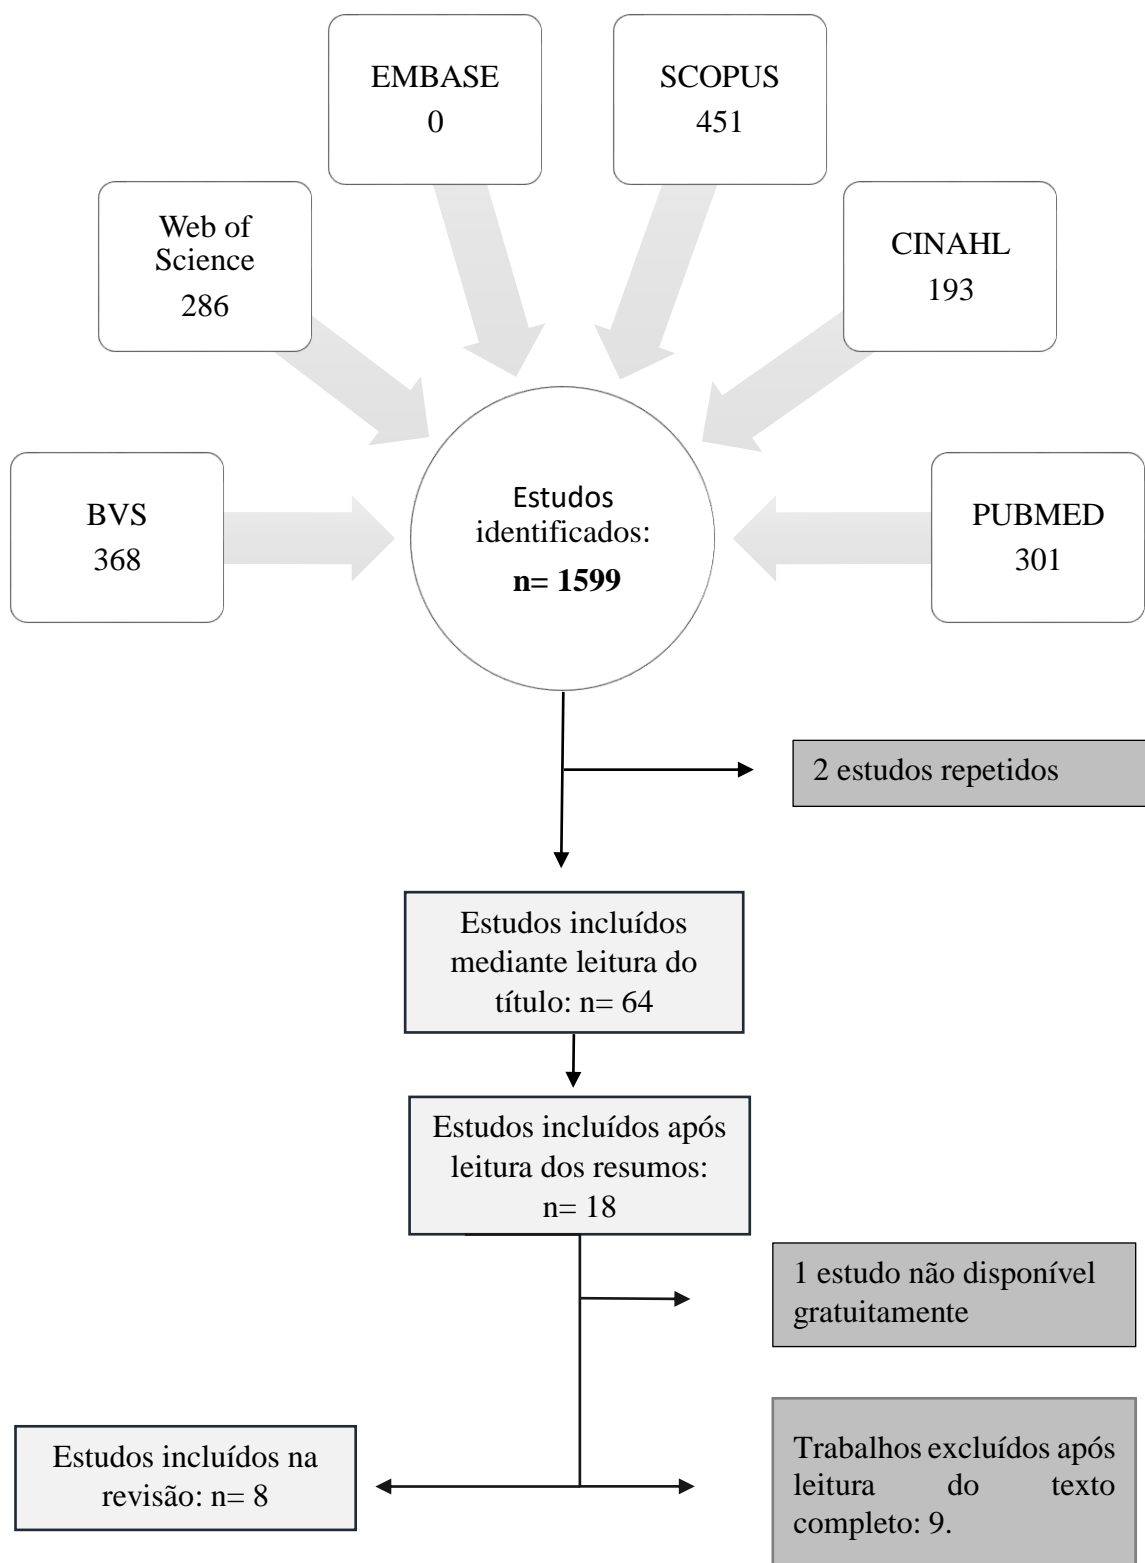 EMBASE
0
SCOPUS
451
Web of
Science
286
CINAHL
193
BVS
368
Estudos
identificados:
n= 1599
PUBMED
301
2 estudos repetidos
Estudos incluídos
mediante leitura do
título: n= 64
Estudos incluídos após
leitura dos resumos:
n= 18
1 estudo não disponível
gratuitamente
Estudos incluídos na
revisão: n= 8
Trabalhos excluídos após
leitura do texto
completo: 9.